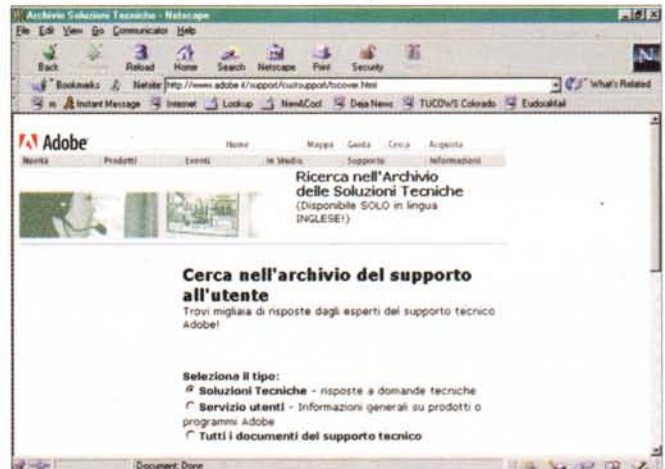 Archivio Soluzioni Tecniche - Netscape
File Edit View Go Communicator Help
Back Reload Home Search Netscape Print Security
Bookmarks Netsite http://www.adobe.it/support/custsupport/tscover.html What's Related
m Instant Message Internet Lookup New&Cool Deja News TUCOWS Colorado EudoraMail
Adobe
Home Mappa Guida Cerca Acquista
Novità Prodotti Eventi In Studio Supporto Informazioni
Ricerca nell'Archivio
delle Soluzioni Tecniche
(Disponibile SOLO in lingua
INGLESE!)
Cerca nell'archivio del supporto
all'utente
Trovi migliaia di risposte dagli esperti del supporto tecnico
Adobe!
Seleziona il tipo:
Soluzioni Tecniche - risposte a domande tecniche
Servizio utenti - Informazioni generali su prodotti o
programmi Adobe
Tutti i documenti del supporto tecnico
Document: Done